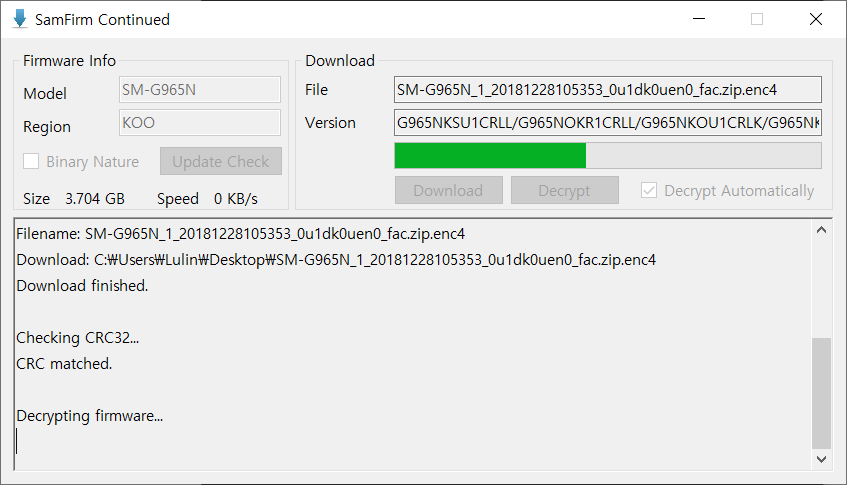 SamFirm Continued
Firmware Info
Model SM-G965N
Region KOO
Binary Nature Update Check
Size 3.704 GB Speed 0 KB/s
Download
File SM-G965N_1_20181228105353_0u1dk0uen0_fac.zip.enc4
Version G965NKSU1CRLL/G965NOKR1CRLL/G965NKOU1CRLK/G965N
Download Decrypt Decrypt Automatically
Filename: SM-G965N_1_20181228105353_0u1dk0uen0_fac.zip.enc4
Download: C:₩Users₩Lulin₩Desktop₩SM-G965N_1_20181228105353_0u1dk0uen0_fac.zip.enc4
Download finished.
Checking CRC32...
CRC matched.
Decrypting firmware...